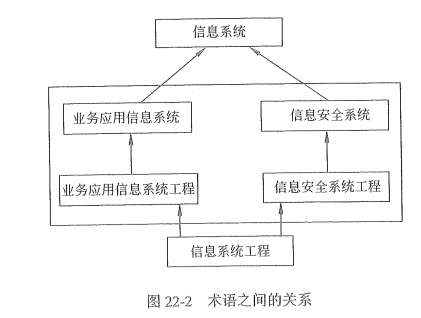 信息系统
业务应用信息系统
信息安全系统
业务应用信息系统工程
信息安全系统工程
信息系统工程
图 22-2 术语之间的关系